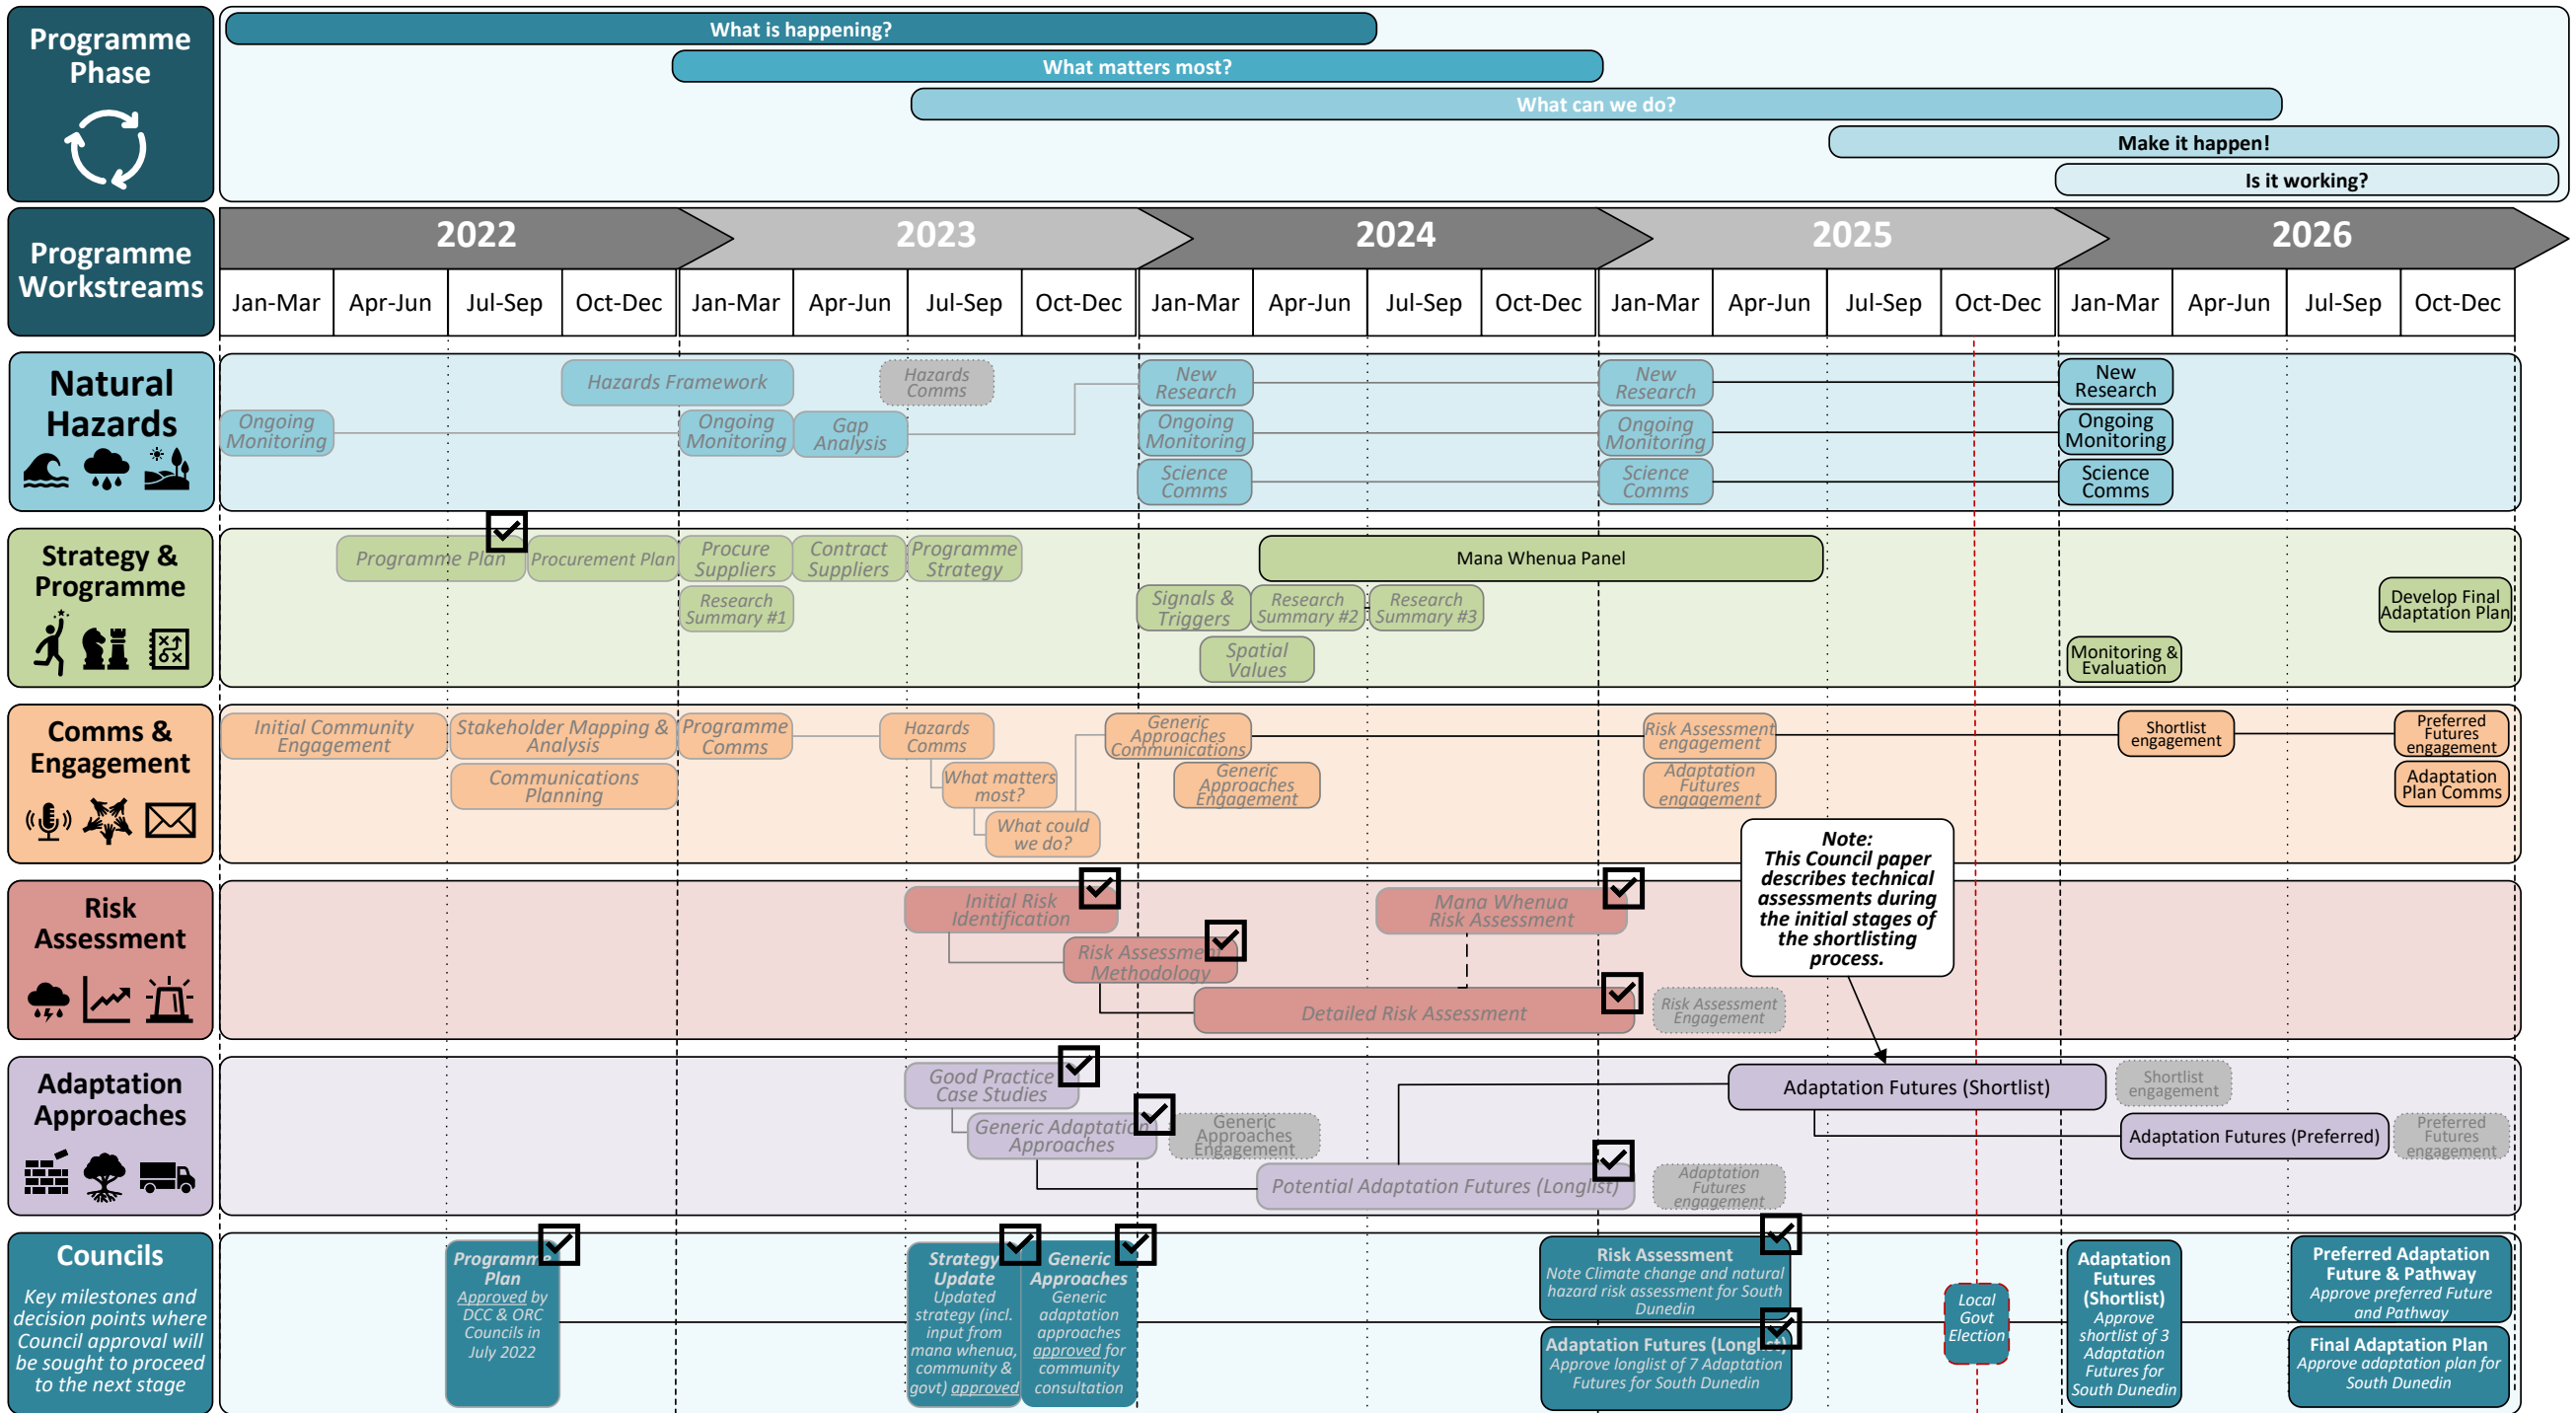 Programme
Phase
What is happening?
What matters most?
What can we do?
Make it happen!
Is it working?
Programme
Workstreams
2022
2023
2024
2025
2026
Jan-Mar
Apr-Jun
Jul-Sep
Oct-Dec
Jan-Mar
Apr-Jun
Jul-Sep
Oct-Dec
Jan-Mar
Apr-Jun
Jul-Sep
Oct-Dec
Jan-Mar
Apr-Jun
Jul-Sep
Oct-Dec
Jan-Mar
Apr-Jun
Jul-Sep
Oct-Dec
Natural
Hazards
Hazards Framework
Hazards
Comms
New
Research
New
Research
New
Research
Ongoing
Monitoring
Ongoing
Monitoring
Gap
Analysis
Ongoing
Monitoring
Ongoing
Monitoring
Ongoing
Monitoring
Science
Comms
Science
Comms
Science
Comms
Strategy &
Programme
Programme Plan
Procurement Plan
Procure
Suppliers
Contract
Suppliers
Programme
Strategy
Mana Whenua Panel
Research
Summary #1
Signals &
Triggers
Research
Summary #2
Research
Summary #3
Develop Final
Adaptation Plan
Spatial
Values
Monitoring &
Evaluation
Comms &
Engagement
Initial Community
Engagement
Stakeholder Mapping &
Analysis
Programme
Comms
Hazards
Comms
Generic
Approaches
Communications
Risk Assessment
engagement
Shortlist
engagement
Preferred
Futures
engagement
Communications
Planning
What matters
most?
Generic
Approaches
Engagement
Adaptation
Futures
engagement
Adaptation
Plan Comms
What could
we do?
Note:
This Council paper
describes technical
assessments during
the initial stages of
the shortlisting
process.
Risk
Assessment
Initial Risk
Identification
Mana Whenua
Risk Assessment
Risk Assessment
Methodology
Detailed Risk Assessment
Risk Assessment
Engagement
Adaptation
Approaches
Good Practice
Case Studies
Adaptation Futures (Shortlist)
Shortlist
engagement
Generic Adaptation
Approaches
Generic
Approaches
Engagement
Adaptation Futures (Preferred)
Preferred
Futures
engagement
Potential Adaptation Futures (Longlist)
Adaptation
Futures
engagement
Councils
Key milestones and
decision points where
Council approval will
be sought to proceed
to the next stage
Programme
Plan
Approved by
DCC & ORC
Councils in
July 2022
Strategy
Update
Updated
strategy (incl.
input from
mana whenua,
community &
govt) approved
Generic
Approaches
Generic
adaptation
approaches
approved for
community
consultation
Risk Assessment
Note Climate change and natural
hazard risk assessment for South
Dunedin
Adaptation Futures (Longlist)
Approve longlist of 7 Adaptation
Futures for South Dunedin
Local
Govt
Election
Adaptation
Futures
(Shortlist)
Approve
shortlist of 3
Adaptation
Futures for
South Dunedin
Preferred Adaptation
Future & Pathway
Approve preferred Future
and Pathway
Final Adaptation Plan
Approve adaptation plan for
South Dunedin